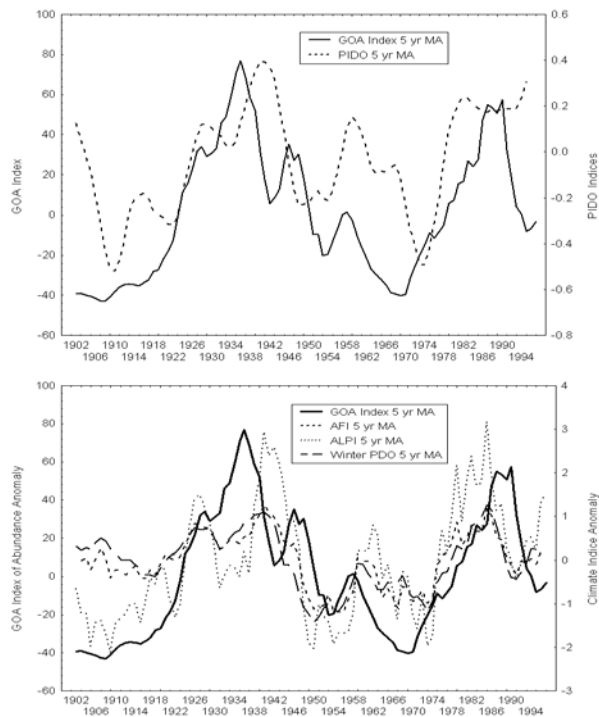 100
80
60
40
20
0
-20
-40
-60
GOA Index
0.6
0.4
0.2
0.0
-0.2
-0.4
-0.6
-0.8
PIDO Indices
GOA Index 5 yr MA
PIDO 5 yr MA
1902 1910 1918 1926 1934 1942 1950 1958 1966 1974 1982 1990
1906 1914 1922 1930 1938 1946 1954 1962 1970 1978 1986 1994
100
80
60
40
20
0
-20
-40
-60
GOA Index of Abundance Anomaly
4
3
2
1
0
-1
-2
-3
Climate Indice Anomaly
GOA Index 5 yr MA
AFI 5 yr MA
ALPI 5 yr MA
Winter PDO 5 yr MA
1902 1910 1918 1926 1934 1942 1950 1958 1966 1974 1982 1990
1906 1914 1922 1930 1938 1946 1954 1962 1970 1978 1986 1994